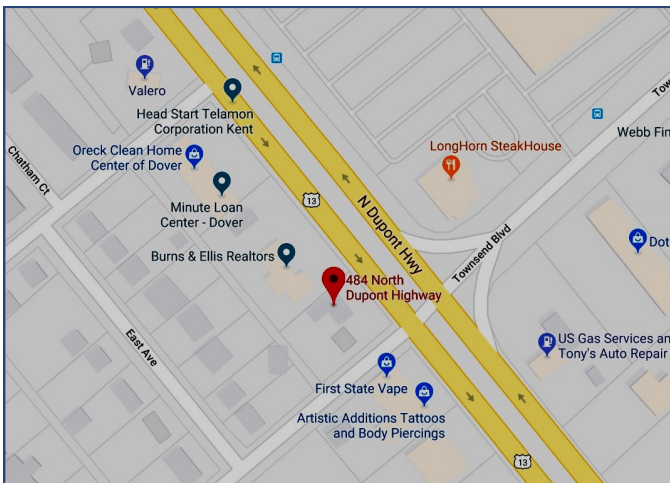 Valero
Head Start Telamon
Corporation Kent
Oreck Clean Home
Center of Dover
Chatham Ct
Minute Loan
Center - Dover
Burns & Ellis Realtors
13
N Dupont Hwy
LongHorn SteakHouse
Webb Fin
Townsend Blvd
Tow
Dot
484 North
Dupont Highway
East Ave
US Gas Services an
Tony's Auto Repair
First State Vape
Artistic Additions Tattoos
and Body Piercings
13